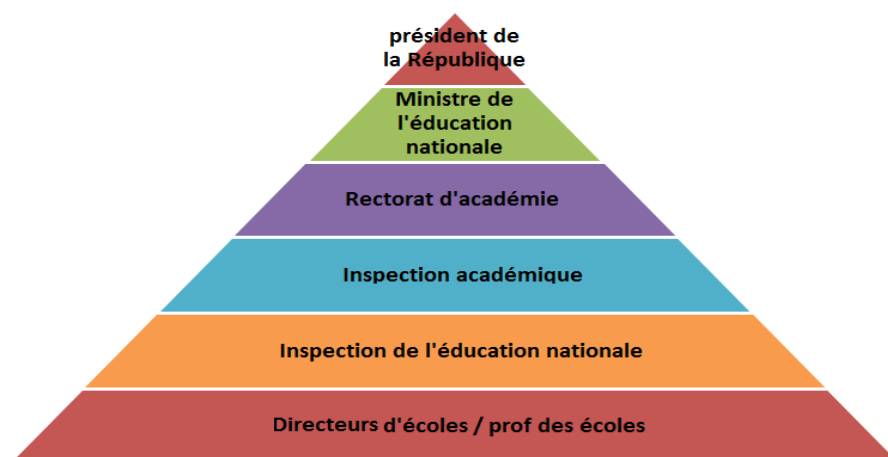 président de
la République
Ministre de
l'éducation
nationale
Rectorat d'académie
Inspection académique
Inspection de l'éducation nationale
Directeurs d'écoles / prof des écoles